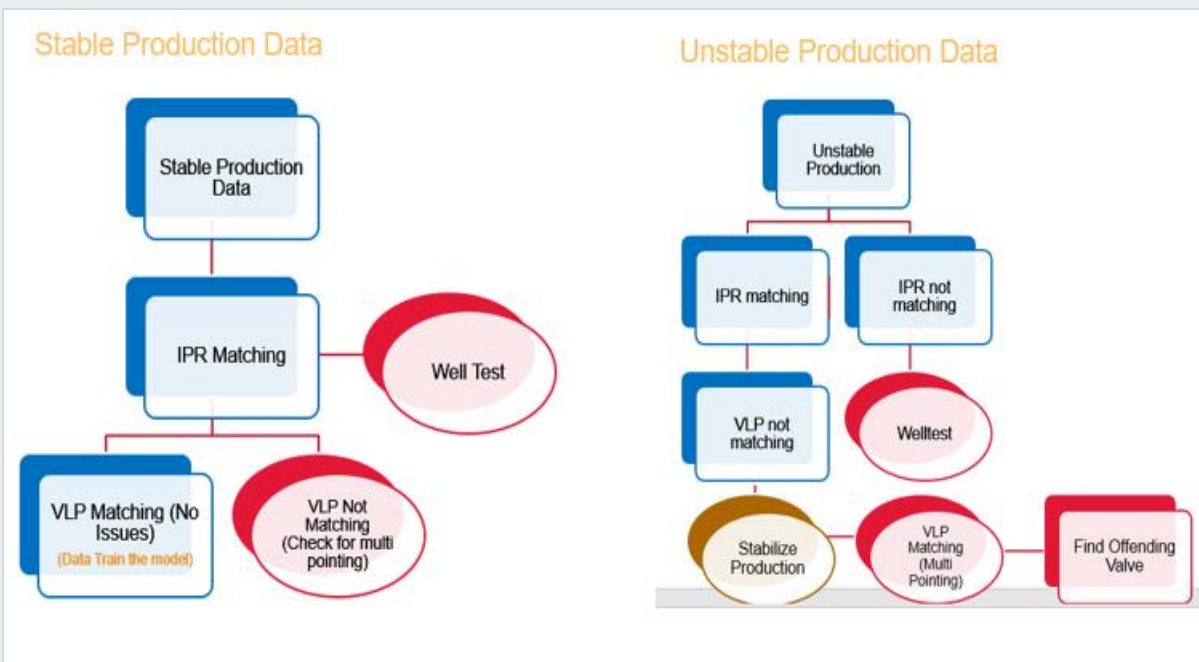 Stable Production Data
Stable Production
Data
IPR Matching
Well Test
VLP Matching (No
Issues)
(Data Train the model)
VLP Not
Matching
(Check for multi
pointing)
Unstable Production Data
Unstable
Production
IPR matching
IPR not
matching
VLP not
matching
Welltest
Stabilize
Production
VLP
Matching
(Multi
Pointing)
Find Offending
Valve